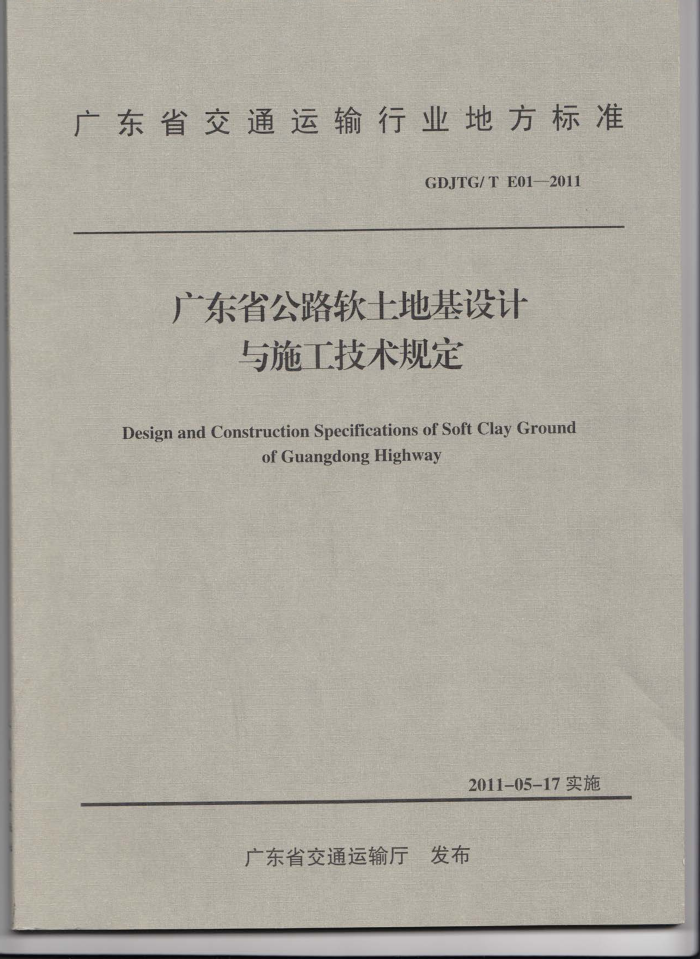 广东省交通运输行业地方标准
GDJTG/T E01—2011
广东省公路软土地基设计
与施工技术规定
Design and Construction Specifications of Soft Clay Ground
of Guangdong Highway
2011-05-17 实施
广东省交通运输厅 发布